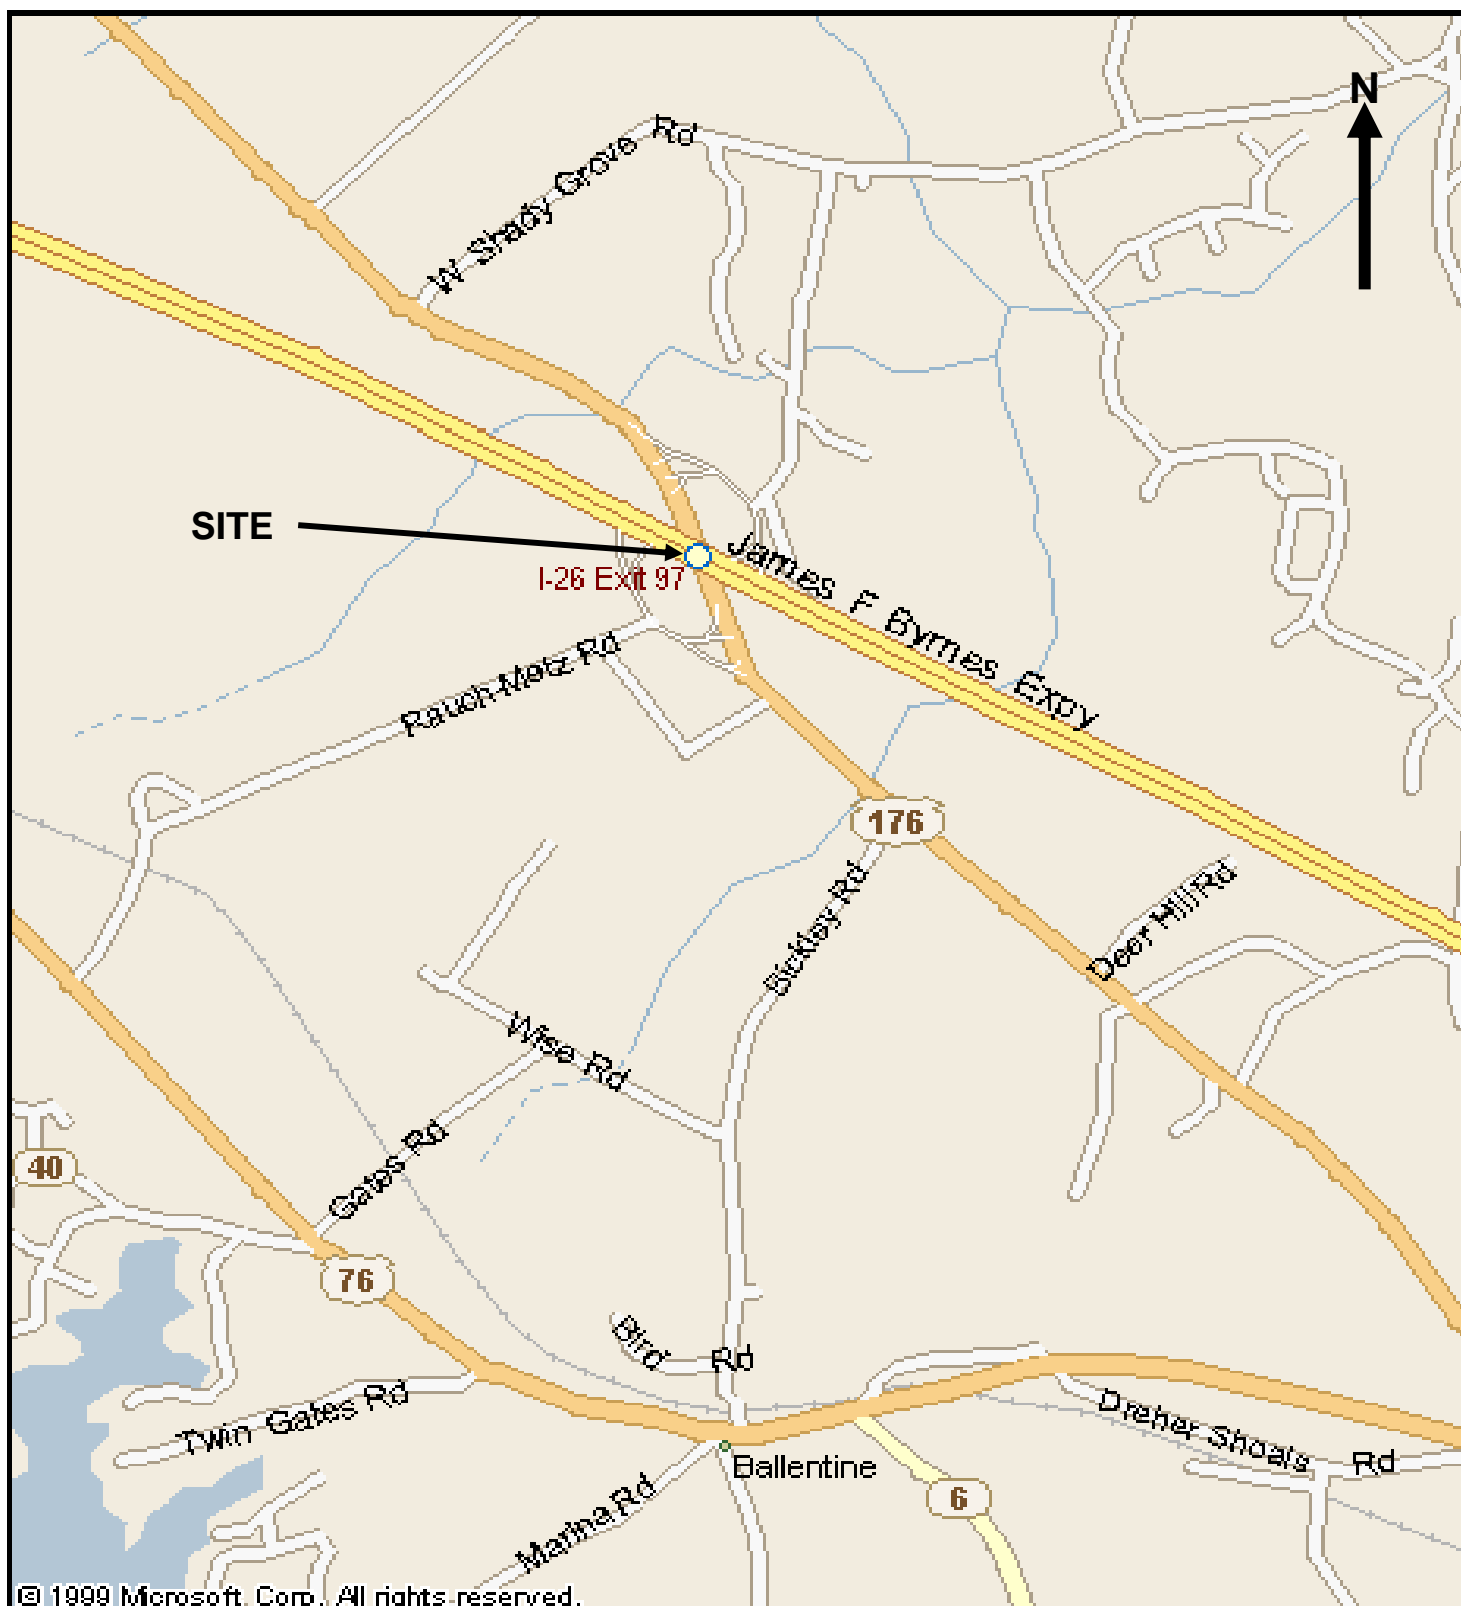 N
W Shady Grove Rd
SITE
James F Byrnes Expy
I-26 Exit 97
Rauch-Metz Rd
176
Bickley Rd
Deer Hill Rd
Wise Rd
Gates Rd
40
76
Bird Rd
Twin Gates Rd
Dreher Shoals Rd
Ballentine
6
Marina Rd
© 1999 Microsoft Corp. All rights reserved.